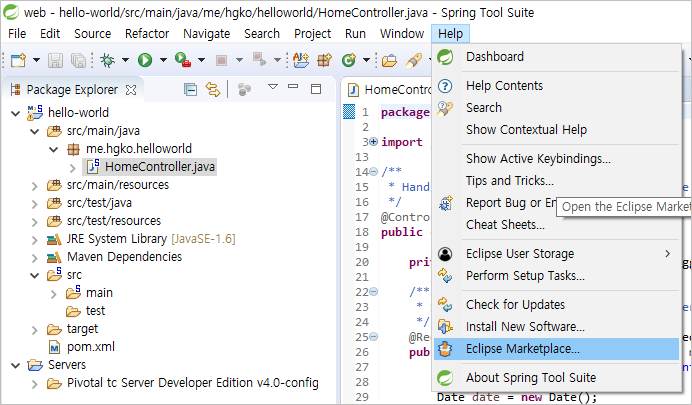 web - hello-world/src/main/java/me/hgko/helloworld/HomeController.java - Spring Tool Suite
File Edit Source Refactor Navigate Search Project Run Window Help
Package Explorer
hello-world
src/main/java
me.hgko.helloworld
HomeController.java
src/main/resources
src/test/java
src/test/resources
JRE System Library [JavaSE-1.6]
Maven Dependencies
src
main
test
target
pom.xml
Servers
Pivotal tc Server Developer Edition v4.0-config
HomeContro
1 package
2
3 import
13
14 /**
15 * Hand
16 */
17 @Contro
18 public
19
20 priv
21
22 /**
23 *
24 */
25 @Re
26 pub
27
28
29 Date date = new Date();
Dashboard
Help Contents
Search
Show Contextual Help
Show Active Keybindings...
Tips and Tricks...
Report Bug or En
Open the Eclipse Market
Cheat Sheets...
Eclipse User Storage
Perform Setup Tasks...
Check for Updates
Install New Software...
Eclipse Marketplace...
About Spring Tool Suite